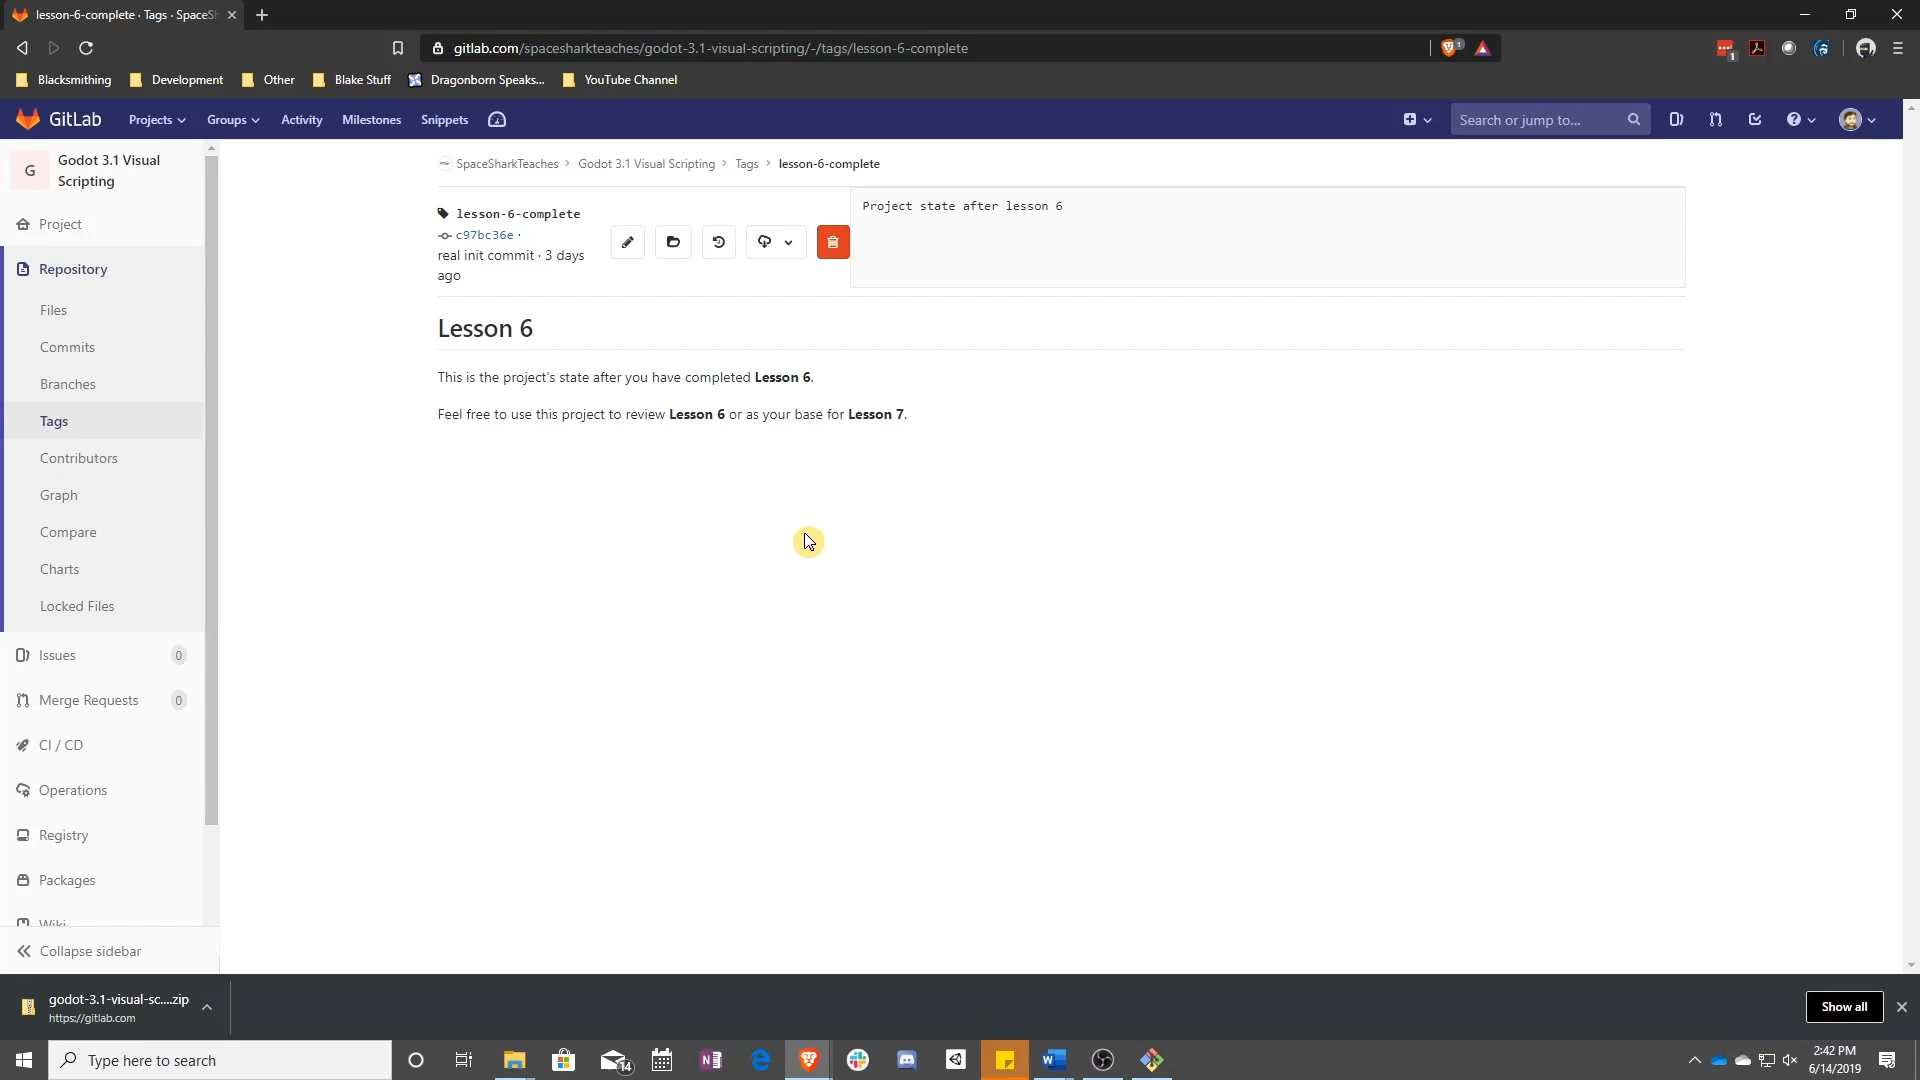 lesson-6-complete · Tags · SpaceSh
gitlab.com/spacesharkteaches/godot-3.1-visual-scripting/-/tags/lesson-6-complete
1
1
Blacksmithing
Development
Other
Blake Stuff
Dragonborn Speaks...
YouTube Channel
GitLab
Projects
Groups
Activity
Milestones
Snippets
Search or jump to...
G
Godot 3.1 Visual
Scripting
Project
Repository
Files
Commits
Branches
Tags
Contributors
Graph
Compare
Charts
Locked Files
Issues
0
Merge Requests
0
CI / CD
Operations
Registry
Packages
Wiki
Collapse sidebar
SpaceSharkTeaches > Godot 3.1 Visual Scripting > Tags > lesson-6-complete
lesson-6-complete
c97bc36e ·
real init commit · 3 days
ago
Project state after lesson 6
Lesson 6
This is the project's state after you have completed Lesson 6.
Feel free to use this project to review Lesson 6 or as your base for Lesson 7.
godot-3.1-visual-sc....zip
https://gitlab.com
Show all
Type here to search
14
2:42 PM
6/14/2019